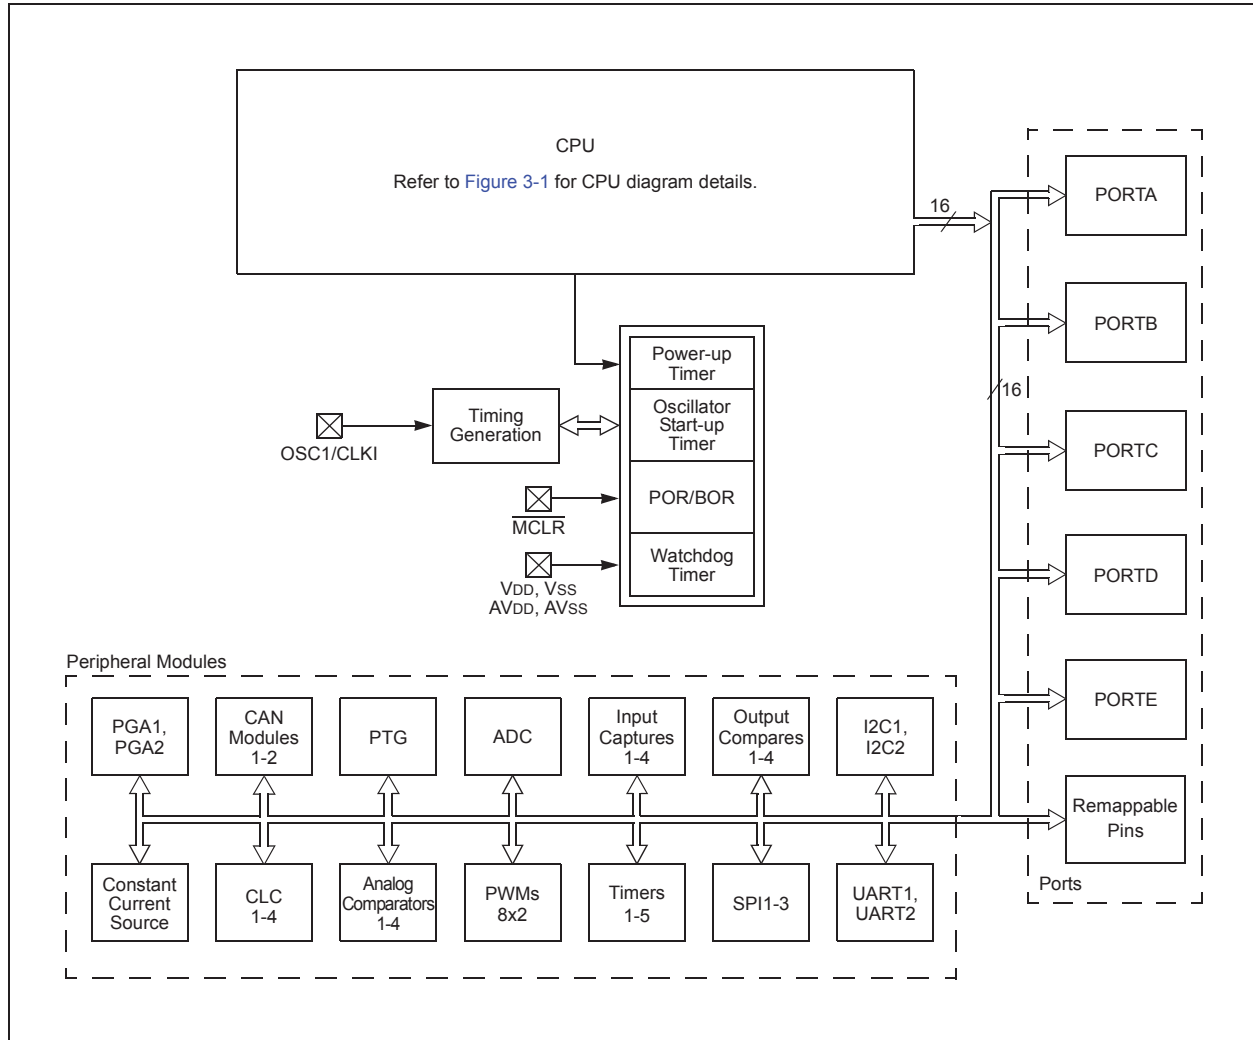 CPU
Refer to Figure 3-1 for CPU diagram details.
16
PORTA
PORTB
Power-up
Timer
16
Timing
Generation
Oscillator
Start-up
Timer
OSC1/CLKI
PORTC
POR/BOR
MCLR
Watchdog
Timer
VDD, VSS
AVDD, AVSS
PORTD
Peripheral Modules
PORTE
PGA1,
PGA2
CAN
Modules
1-2
PTG
ADC
Input
Captures
1-4
Output
Compares
1-4
I2C1,
I2C2
Remappable
Pins
Constant
Current
Source
CLC
1-4
Analog
Comparators
1-4
PWMs
8x2
Timers
1-5
SPI1-3
UART1,
UART2
Ports